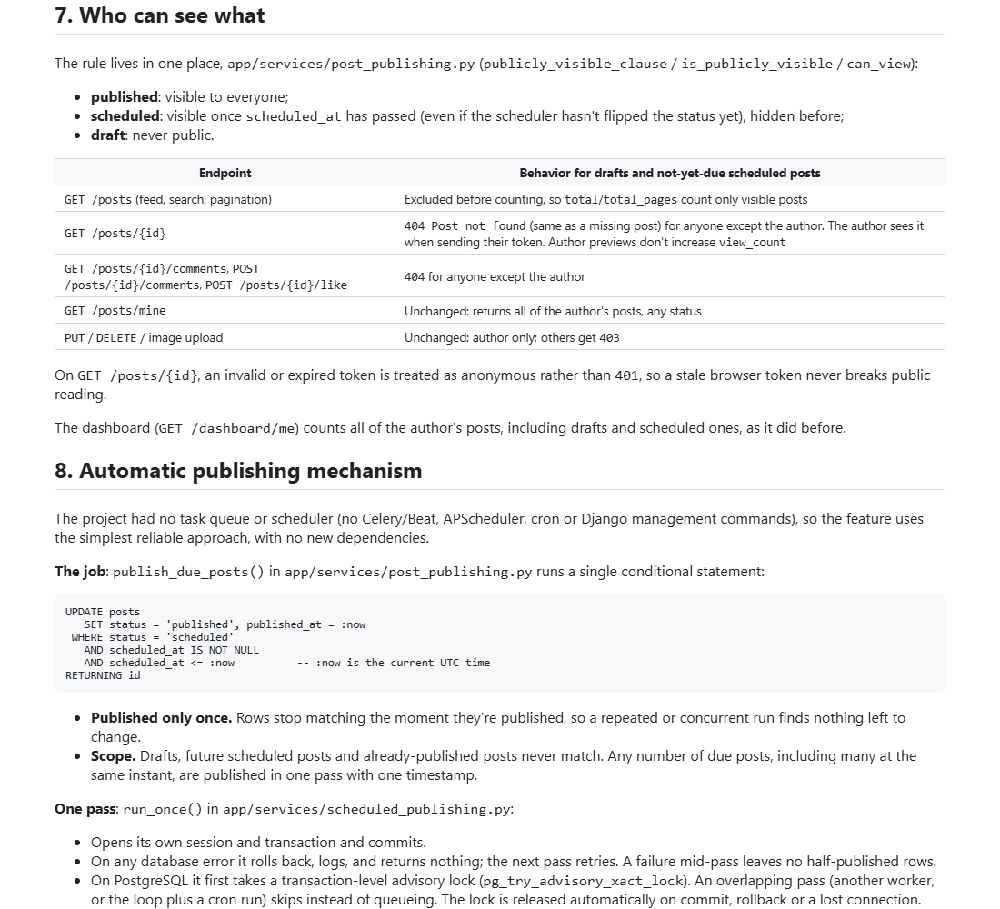 7. Who can see what
The rule lives in one place, app/services/post_publishing.py (publicly_visible_clause / is_publicly_visible / can_view):
• published: visible to everyone;
• scheduled: visible once scheduled_at has passed (even if the scheduler hasn't flipped the status yet), hidden before;
• draft: never public.
Endpoint Behavior for drafts and not-yet-due scheduled posts
GET /posts (feed, search, pagination) Excluded before counting, so total/total_pages count only visible posts
GET /posts/{id} 404 Post not found (same as a missing post) for anyone except the author. The author sees it
when sending their token. Author previews don't increase view_count
GET /posts/{id}/comments, POST
/posts/{id}/comments, POST /posts/{id}/like 404 for anyone except the author
GET /posts/mine Unchanged: returns all of the author's posts, any status
PUT / DELETE / image upload Unchanged: author only; others get 403
On GET /posts/{id}, an invalid or expired token is treated as anonymous rather than 401, so a stale browser token never breaks public
reading.
The dashboard (GET /dashboard/me) counts all of the author's posts, including drafts and scheduled ones, as it did before.
8. Automatic publishing mechanism
The project had no task queue or scheduler (no Celery/Beat, APScheduler, cron or Django management commands), so the feature uses
the simplest reliable approach, with no new dependencies.
The job: publish_due_posts() in app/services/post_publishing.py runs a single conditional statement:
UPDATE posts
SET status = 'published', published_at = :now
WHERE status = 'scheduled'
AND scheduled_at IS NOT NULL
AND scheduled_at <= :now -- :now is the current UTC time
RETURNING id
• Published only once. Rows stop matching the moment they're published, so a repeated or concurrent run finds nothing left to
change.
• Scope. Drafts, future scheduled posts and already-published posts never match. Any number of due posts, including many at the
same instant, are published in one pass with one timestamp.
One pass: run_once() in app/services/scheduled_publishing.py:
• Opens its own session and transaction and commits.
• On any database error it rolls back, logs, and returns nothing; the next pass retries. A failure mid-pass leaves no half-published rows.
• On PostgreSQL it first takes a transaction-level advisory lock (pg_try_advisory_xact_lock). An overlapping pass (another worker,
or the loop plus a cron run) skips instead of queueing. The lock is released automatically on commit, rollback or a lost connection.